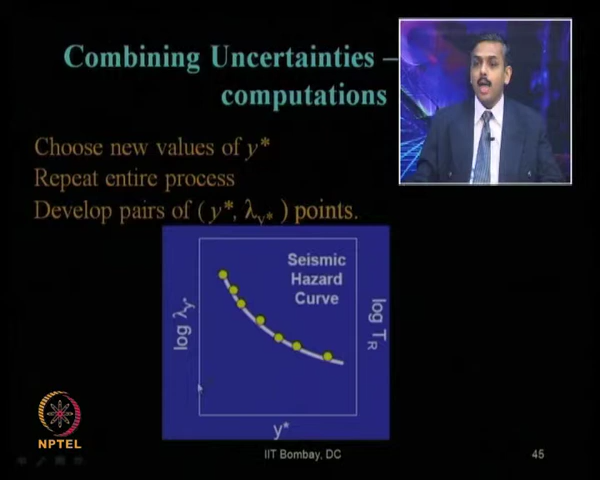 Combining Uncertainties –
computations
Choose new values of y*
Repeat entire process
Develop pairs of (y*, λy* ) points.
Seismic
Hazard
Curve
log λy*
log TR
y*
NPTEL
IIT Bombay, DC
45